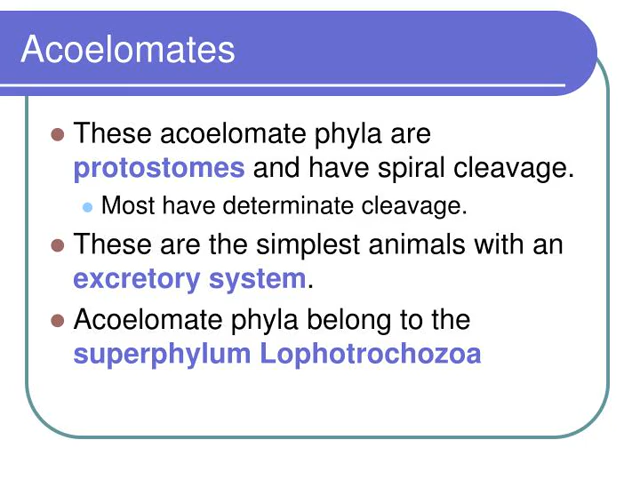 Acoelomates
These acoelomate phyla are
protostomes and have spiral cleavage.
Most have determinate cleavage.
These are the simplest animals with an
excretory system.
Acoelomate phyla belong to the
superphylum Lophotrochozoa